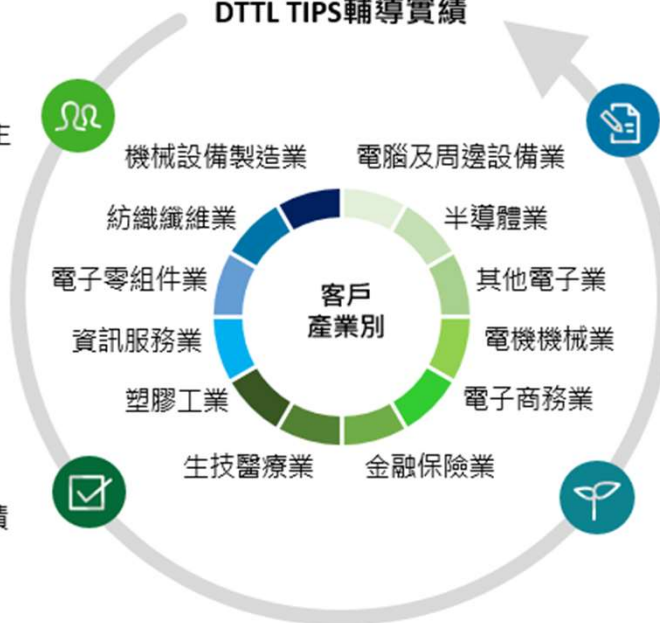 DTTL TIPS輔導實績
主
機械設備製造業 電腦及周邊設備業
紡織纖維業 半導體業
電子零組件業 其他電子業
客戶
產業別
資訊服務業 電機機械業
塑膠工業 電子商務業
生技醫療業 金融保險業